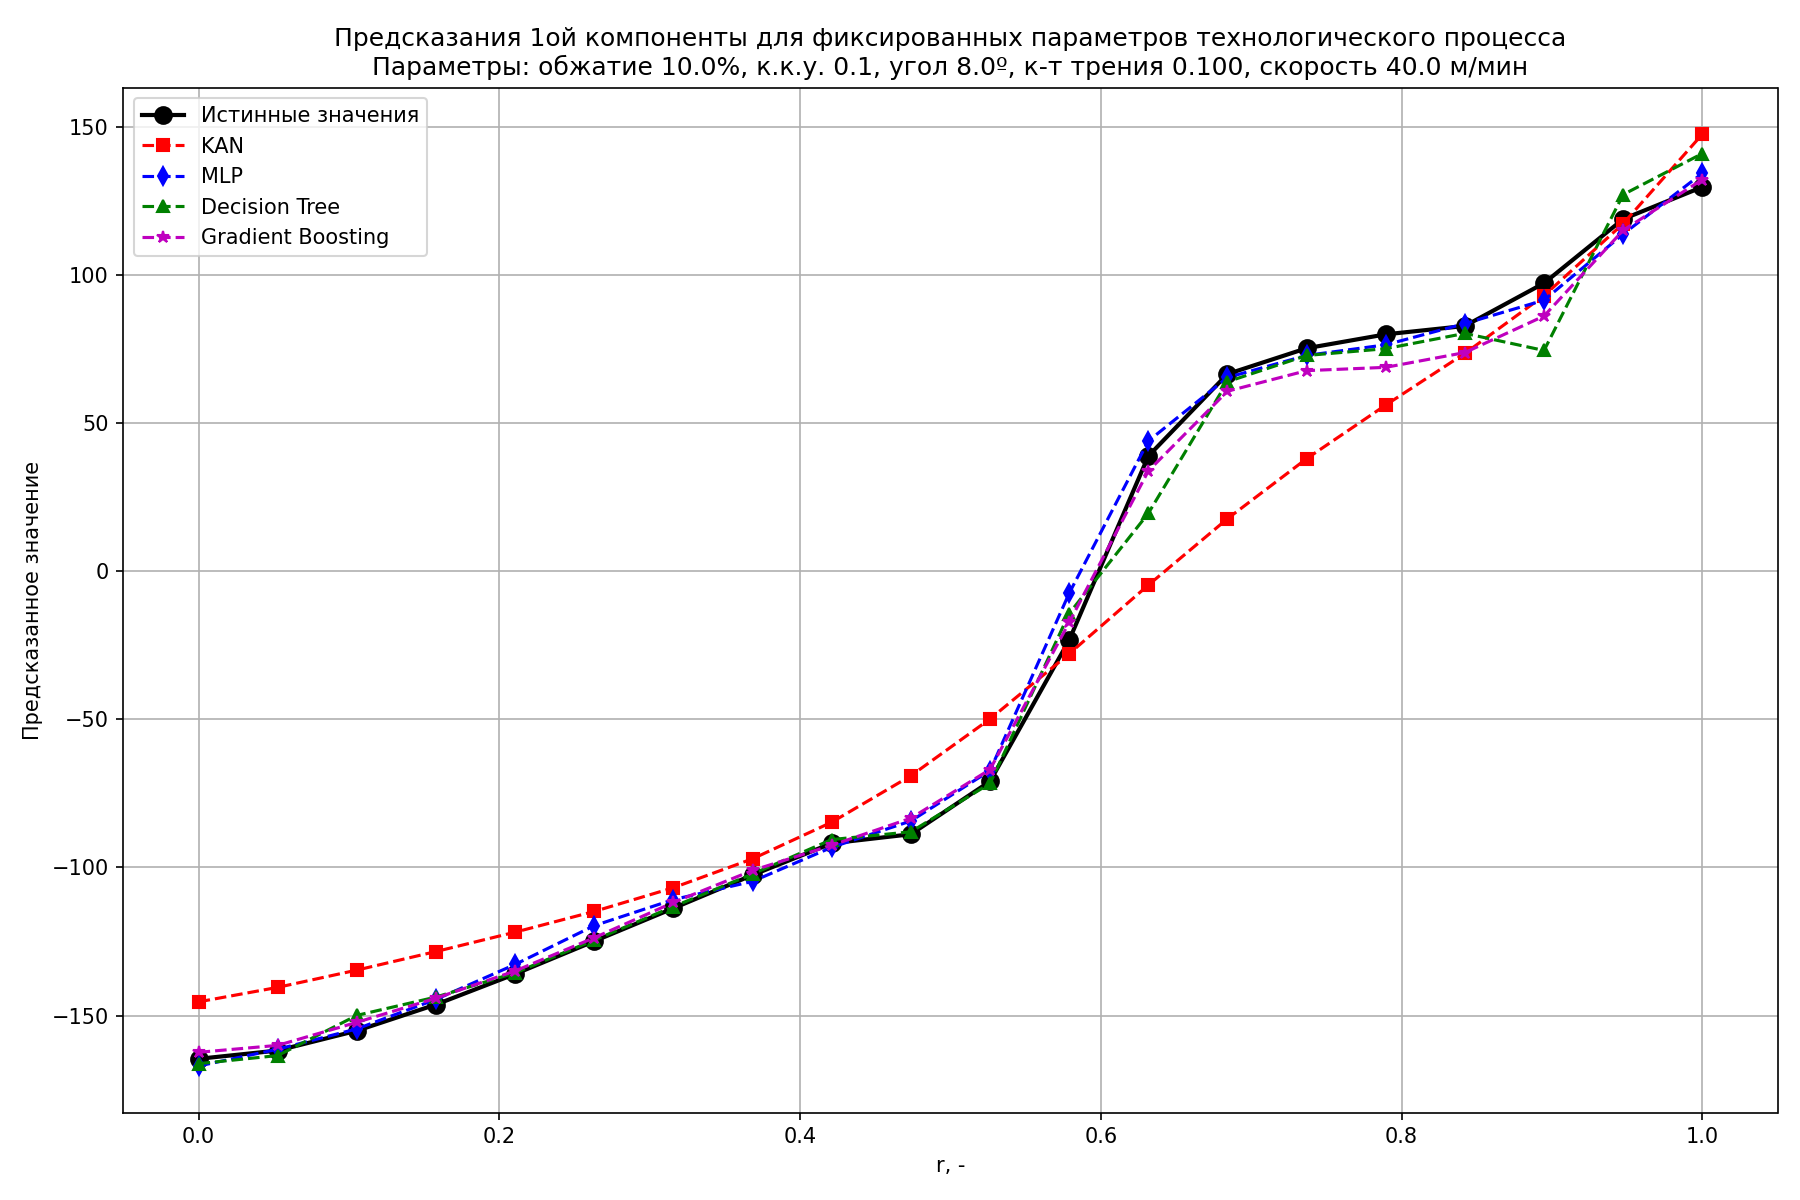 Предсказания 1ой компоненты для фиксированных параметров технологического процесса
Параметры: обжатие 10.0%, к.к.у. 0.1, угол 8.0º, к-т трения 0.100, скорость 40.0 м/мин
Истинные значения
KAN
MLP
Decision Tree
Gradient Boosting
Предсказанное значение
150
100
50
0
−50
−100
−150
0.0
0.2
0.4
0.6
0.8
1.0
r, -